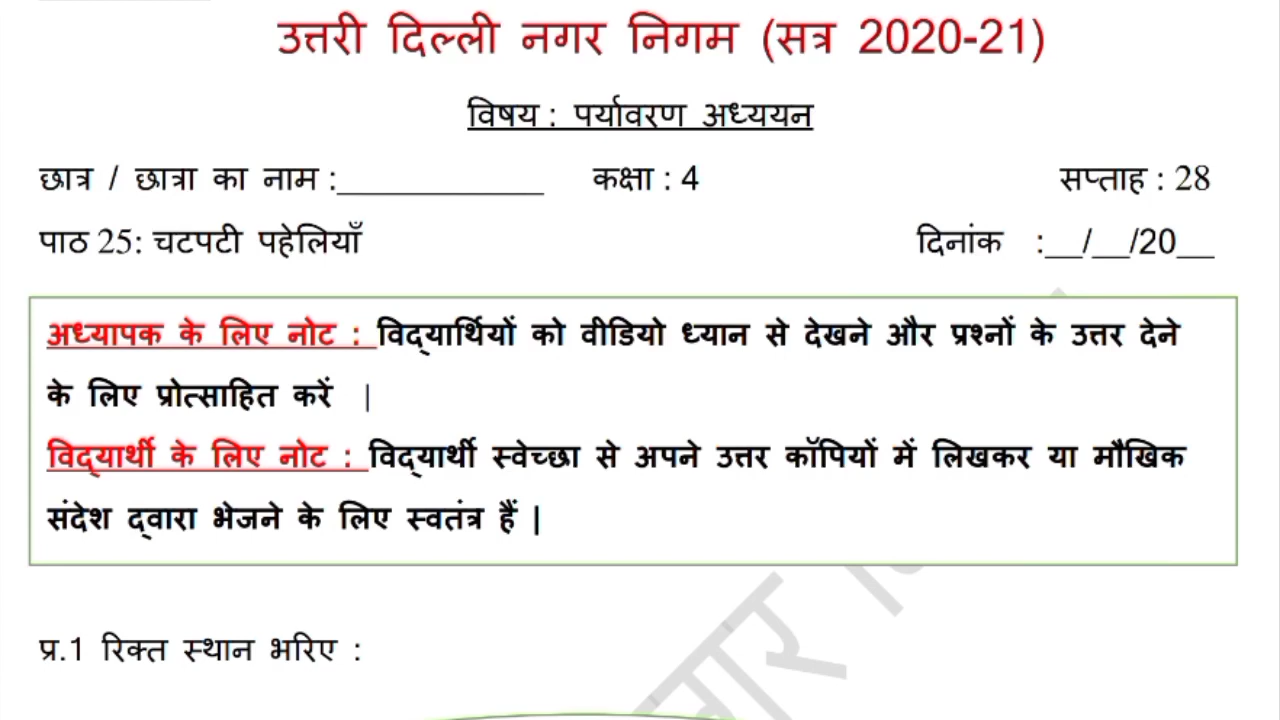 उत्तरी दिल्ली नगर निगम (सत्र 2020-21)
विषय : पर्यावरण अध्ययन
छात्र / छात्रा का नाम :____________ कक्षा : 4 सप्ताह : 28
पाठ 25: चटपटी पहेलियाँ दिनांक :__/__/20__
अध्यापक के लिए नोट : विद्यार्थियों को वीडियो ध्यान से देखने और प्रश्नों के उत्तर देने
के लिए प्रोत्साहित करें |
विद्यार्थी के लिए नोट : विद्यार्थी स्वेच्छा से अपने उत्तर कॉपियों में लिखकर या मौखिक
संदेश द्वारा भेजने के लिए स्वतंत्र हैं |
प्र.1 रिक्त स्थान भरिए :